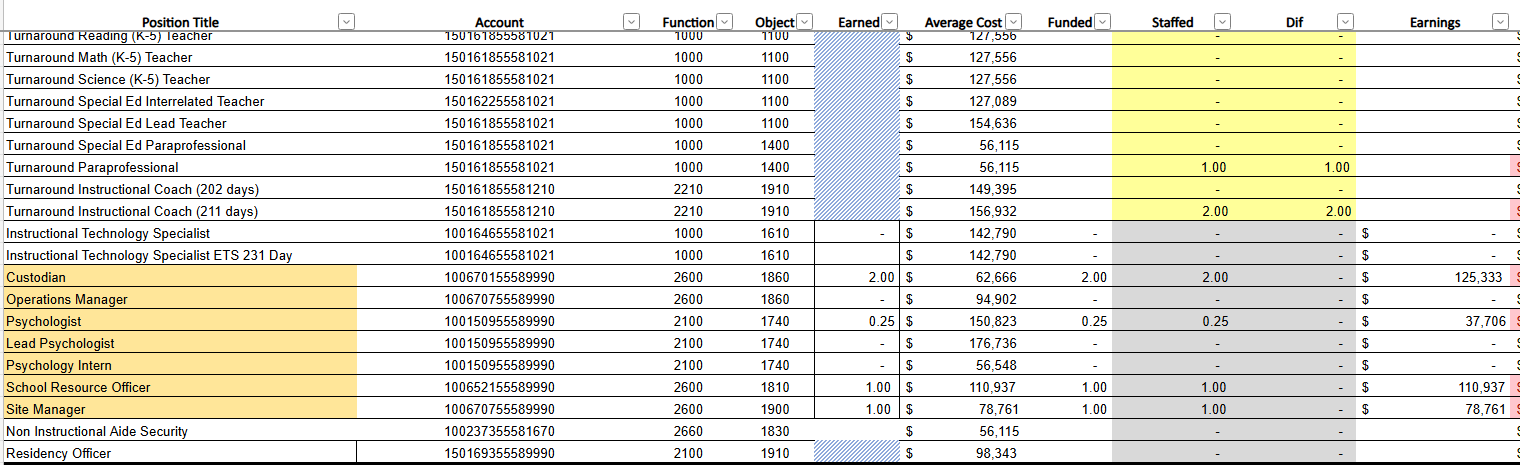 Position Title Account Function Object Earned Average Cost Funded Staffed Dif Earnings
Turnaround Reading (K-5) Teacher 150161855581021 1000 1100 $ 127,556 - -
Turnaround Math (K-5) Teacher 150161855581021 1000 1100 $ 127,556 - -
Turnaround Science (K-5) Teacher 150161855581021 1000 1100 $ 127,556 - -
Turnaround Special Ed Interrelated Teacher 150162255581021 1000 1100 $ 127,089 - -
Turnaround Special Ed Lead Teacher 150161855581021 1000 1100 $ 154,636 - -
Turnaround Special Ed Paraprofessional 150161855581021 1000 1400 $ 56,115 - -
Turnaround Paraprofessional 150161855581021 1000 1400 $ 56,115 1.00 1.00
Turnaround Instructional Coach (202 days) 150161855581210 2210 1910 $ 149,395 - -
Turnaround Instructional Coach (211 days) 150161855581210 2210 1910 $ 156,932 2.00 2.00
Instructional Technology Specialist 100164655581021 1000 1610 - $ 142,790 - - - $ -
Instructional Technology Specialist ETS 231 Day 100164655581021 1000 1610 $ 142,790 - - - $ -
Custodian 100670155589990 2600 1860 2.00 $ 62,666 2.00 2.00 - $ 125,333
Operations Manager 100670755589990 2600 1860 - $ 94,902 - - - $ -
Psychologist 100150955589990 2100 1740 0.25 $ 150,823 0.25 0.25 - $ 37,706
Lead Psychologist 100150955589990 2100 1740 - $ 176,736 - - - $ -
Psychology Intern 100150955589990 2100 1740 - $ 56,548 - - - $ -
School Resource Officer 100652155589990 2600 1810 1.00 $ 110,937 1.00 1.00 - $ 110,937
Site Manager 100670755589990 2600 1900 1.00 $ 78,761 1.00 1.00 - $ 78,761
Non Instructional Aide Security 100237355581670 2660 1830 $ 56,115 - -
Residency Officer 150169355589990 2100 1910 $ 98,343 - -